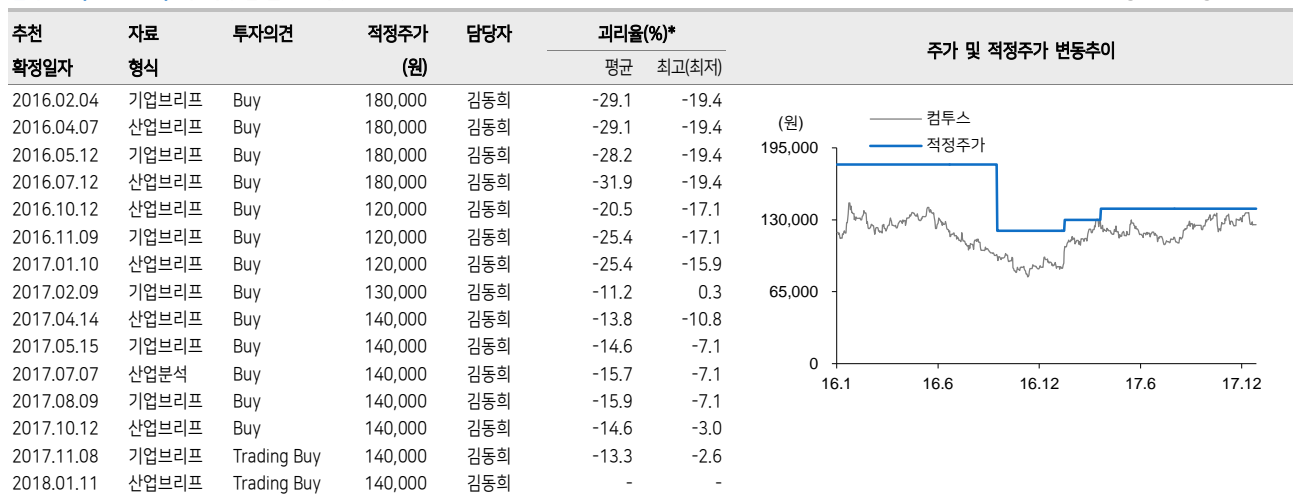 추천 자료 투자의견 적정주가 담당자 괴리율(%)* 주가 및 적정주가 변동추이
확정일자 형식 (원) 평균 최고(최저)
2016.02.04 기업브리프 Buy 180,000 김동희 -29.1 -19.4
2016.04.07 산업브리프 Buy 180,000 김동희 -29.1 -19.4
2016.05.12 기업브리프 Buy 180,000 김동희 -28.2 -19.4
2016.07.12 산업브리프 Buy 180,000 김동희 -31.9 -19.4
2016.10.12 산업브리프 Buy 120,000 김동희 -20.5 -17.1
2016.11.09 기업브리프 Buy 120,000 김동희 -25.4 -17.1
2017.01.10 산업브리프 Buy 120,000 김동희 -25.4 -15.9
2017.02.09 기업브리프 Buy 130,000 김동희 -11.2 0.3
2017.04.14 산업브리프 Buy 140,000 김동희 -13.8 -10.8
2017.05.15 기업브리프 Buy 140,000 김동희 -14.6 -7.1
2017.07.07 산업분석 Buy 140,000 김동희 -15.7 -7.1
2017.08.09 기업브리프 Buy 140,000 김동희 -15.9 -7.1
2017.10.12 산업브리프 Buy 140,000 김동희 -14.6 -3.0
2017.11.08 기업브리프 Trading Buy 140,000 김동희 -13.3 -2.6
2018.01.11 산업브리프 Trading Buy 140,000 김동희 - -
(원) 컴투스
적정주가
195,000
130,000
65,000
0
16.1 16.6 16.12 17.6 17.12